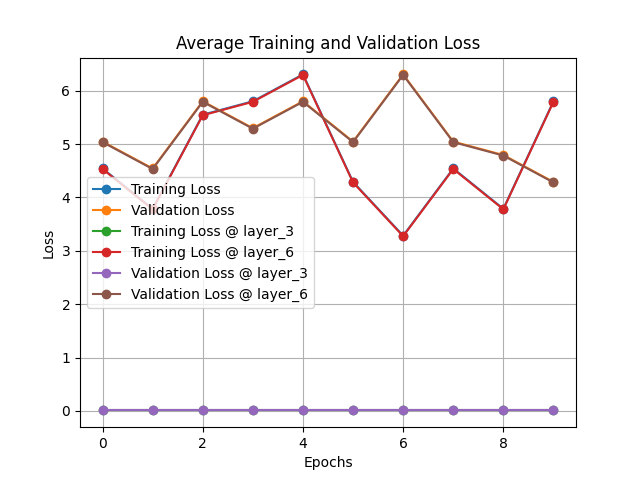 Average Training and Validation Loss
6
5
4
3
2
1
0
Loss
Training Loss
Validation Loss
Training Loss @ layer_3
Training Loss @ layer_6
Validation Loss @ layer_3
Validation Loss @ layer_6
0 2 4 6 8
Epochs